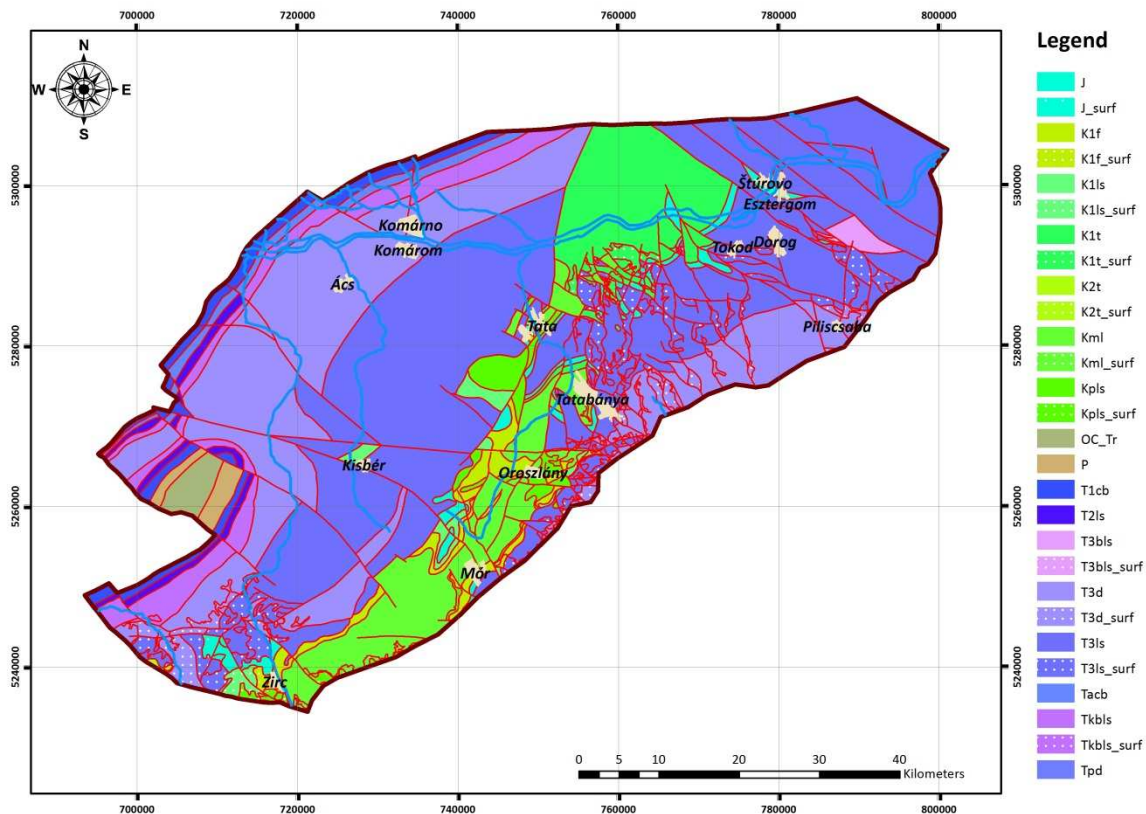 700000 720000 740000 760000 780000 800000
Legend
N
W E
S
J
J_surf
K1f
K1f_surf
K1ls
K1ls_surf
K1t
K1t_surf
K2t
K2t_surf
Kml
Kml_surf
Kpls
Kpls_surf
OC_Tr
P
T1cb
T2ls
T3bls
T3bls_surf
T3d
T3d_surf
T3ls
T3ls_surf
Tacb
Tkbls
Tkbls_surf
Tpd
5300000 5300000
5280000 5280000
5260000 5260000
5240000 5240000
Štúrovo
Esztergom
Komárno
Komárom
Tokod
Dorog
Ács
Tata
Piliscsaba
Tatabánya
Kisbér
Oroszlány
Mór
Zirc
0 5 10 20 30 40
Kilometers
700000 720000 740000 760000 780000 800000